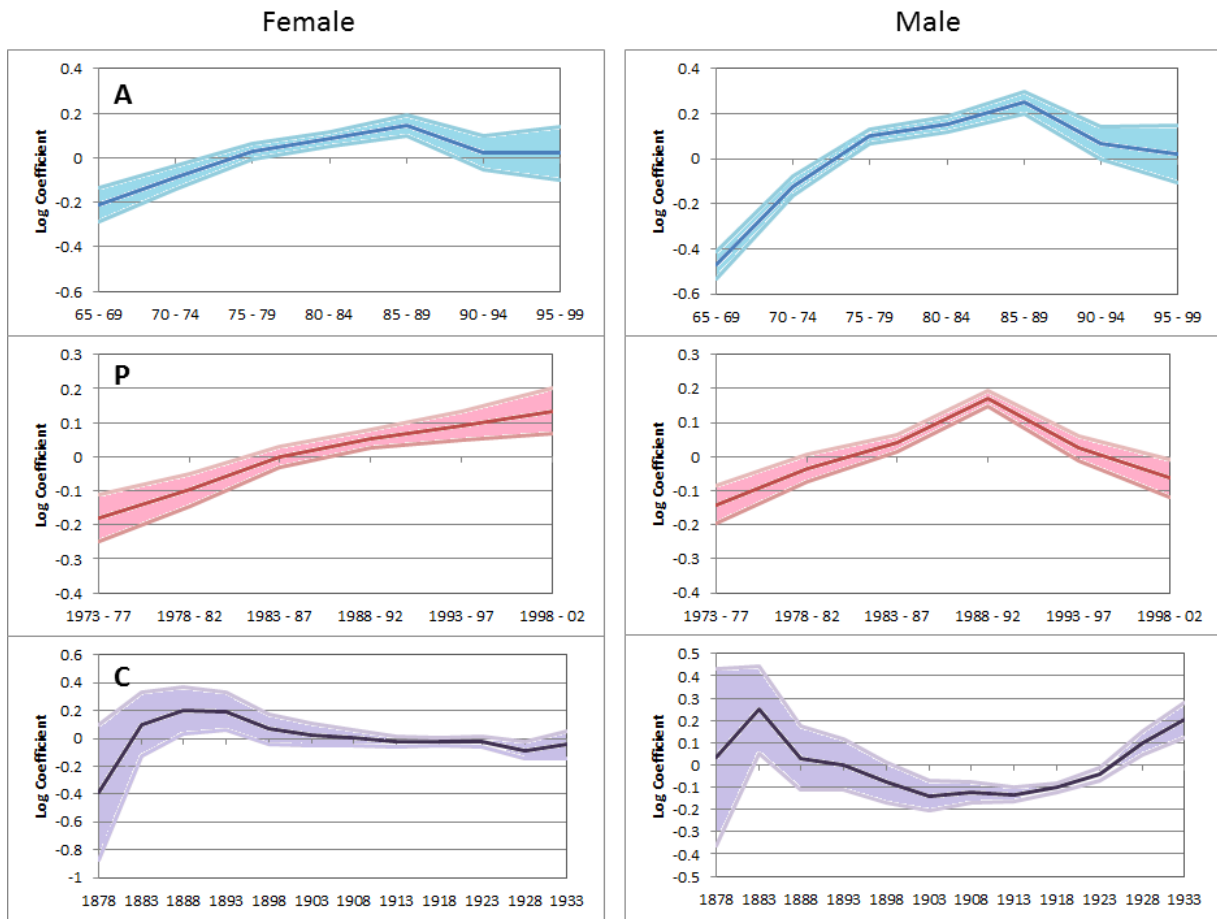 Female
Male
A
Log Coefficient
0.4
0.2
0
-0.2
-0.4
-0.6
65 - 69 70 - 74 75 - 79 80 - 84 85 - 89 90 - 94 95 - 99
Log Coefficient
0.4
0.2
0
-0.2
-0.4
-0.6
65 - 69 70 - 74 75 - 79 80 - 84 85 - 89 90 - 94 95 - 99
P
Log Coefficient
0.3
0.2
0.1
0
-0.1
-0.2
-0.3
-0.4
1973 - 77 1978 - 82 1983 - 87 1988 - 92 1993 - 97 1998 - 02
Log Coefficient
0.3
0.2
0.1
0
-0.1
-0.2
-0.3
-0.4
1973 - 77 1978 - 82 1983 - 87 1988 - 92 1993 - 97 1998 - 02
C
Log Coefficient
0.6
0.4
0.2
0
-0.2
-0.4
-0.6
-0.8
-1
1878 1883 1888 1893 1898 1903 1908 1913 1918 1923 1928 1933
Log Coefficient
0.5
0.4
0.3
0.2
0.1
0
-0.1
-0.2
-0.3
-0.4
-0.5
1878 1883 1888 1893 1898 1903 1908 1913 1918 1923 1928 1933